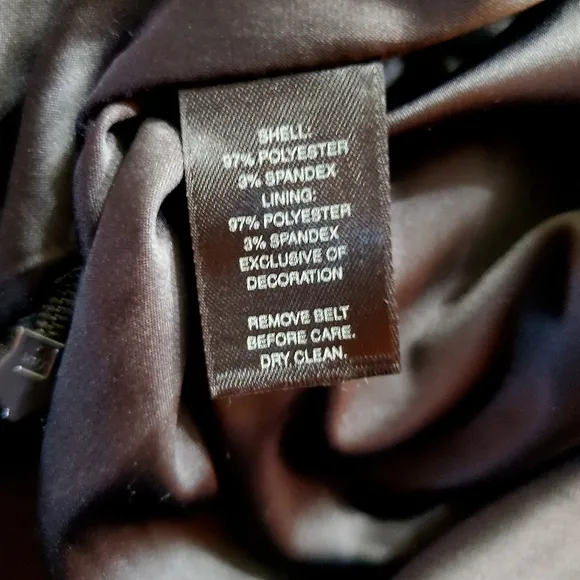 SHELL:
97% POLYESTER
3% SPANDEX
LINING:
97% POLYESTER
3% SPANDEX
EXCLUSIVE OF
DECORATION
REMOVE BELT
BEFORE CARE.
DRY CLEAN.